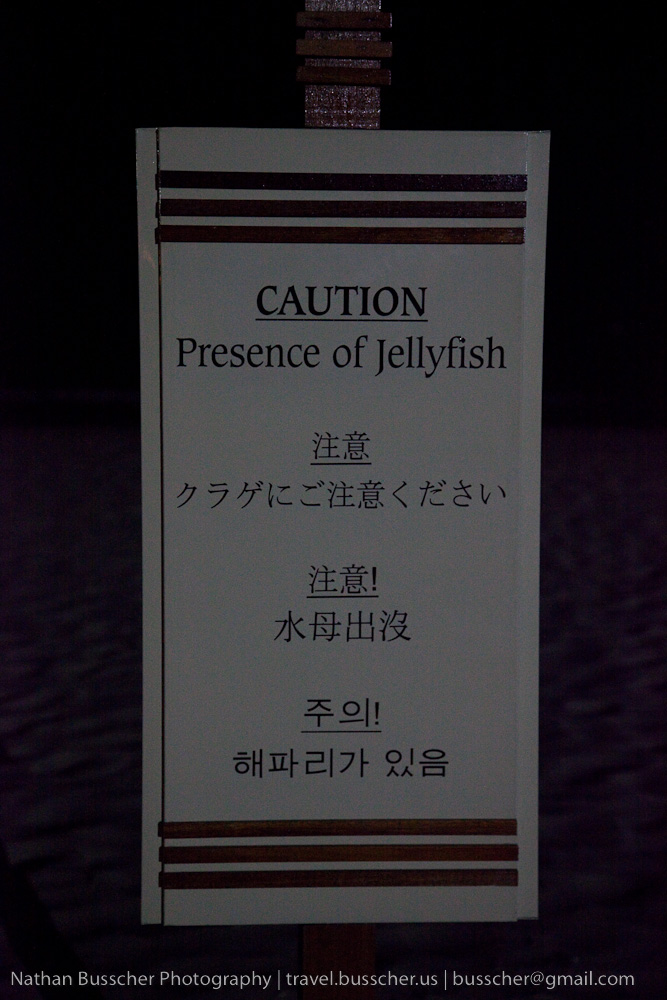 CAUTION
Presence of Jellyfish
注意
クラゲにご注意ください
注意!
水母出沒
주의!
해파리가 있음
Nathan Busscher Photography | travel.busscher.us | busscher@gmail.com